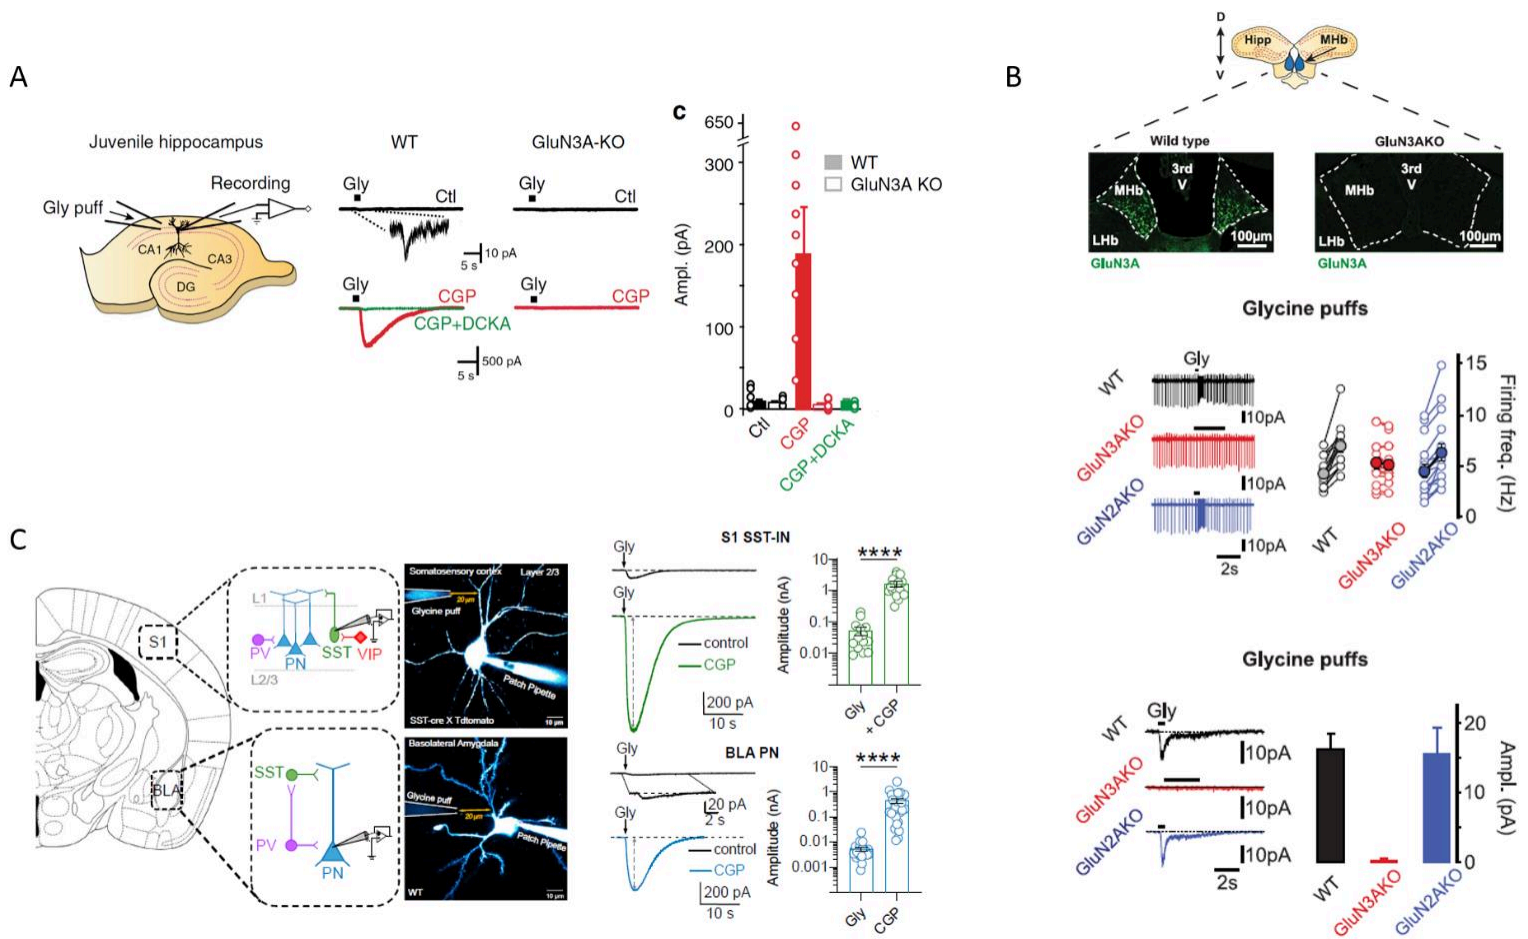 A
Juvenile hippocampus
Recording
Gly puff
CA1
CA3
DG
WT
GluN3A-KO
Gly
Ctl
Gly
Ctl
10 pA
5 s
Gly
CGP
CGP+DCKA
Gly
CGP
500 pA
5 s
c
650
300
200
100
0
Ampl. (pA)
WT
GluN3A KO
Ctl
CGP
CGP+DCKA
B
D
V
Hipp
MHb
Wild type
GluN3AKO
MHb
3rd
V
LHb
100µm
GluN3A
MHb
3rd
V
LHb
100µm
GluN3A
Glycine puffs
Gly
WT
10pA
GluN3AKO
10pA
GluN2AKO
10pA
2s
15
10
5
0
Firing freq. (Hz)
WT
GluN3AKO
GluN2AKO
Glycine puffs
Gly
WT
10pA
GluN3AKO
10pA
GluN2AKO
10pA
2s
20
10
0
Ampl. (pA)
WT
GluN3AKO
GluN2AKO
C
S1
BLA
L1
PV
PN
SST
VIP
L2/3
SST
PV
PN
Somatosensory cortex
Layer 2/3
20 µm
Glycine puff
Patch Pipette
SST-cre X Tdtomato
10 µm
Basolateral Amygdala
Glycine puff
20 µm
Patch Pipette
WT
10 µm
S1 SST-IN
Gly
Gly
control
CGP
200 pA
10 s
****
10
1
0.1
0.01
Amplitude (nA)
Gly
+ CGP
BLA PN
Gly
20 pA
2 s
Gly
control
CGP
200 pA
10 s
****
10
1
0.1
0.01
0.001
Amplitude (nA)
Gly
+ CGP